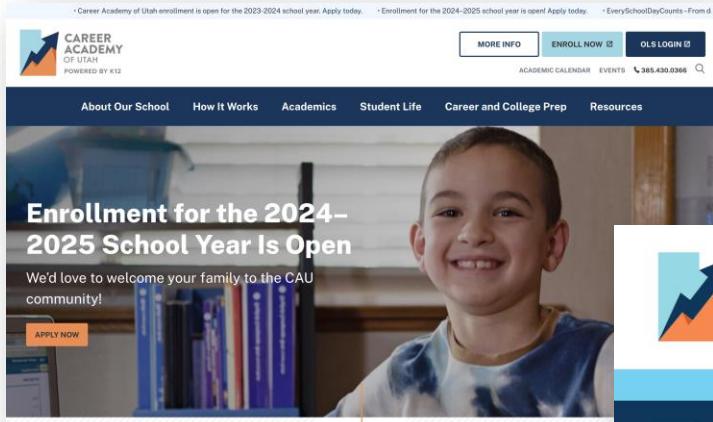 • Career Academy of Utah enrollment is open for the 2023-2024 school year. Apply today. • Enrollment for the 2024–2025 school year is open! Apply today. • EverySchoolDayCounts - From d
CAREER
ACADEMY
OF UTAH
POWERED BY K12
MORE INFO ENROLL NOW OLS LOGIN
ACADEMIC CALENDAR EVENTS 385.430.0366
About Our School How It Works Academics Student Life Career and College Prep Resources
Enrollment for the 2024–
2025 School Year Is Open
We'd love to welcome your family to the CAU
community!
APPLY NOW